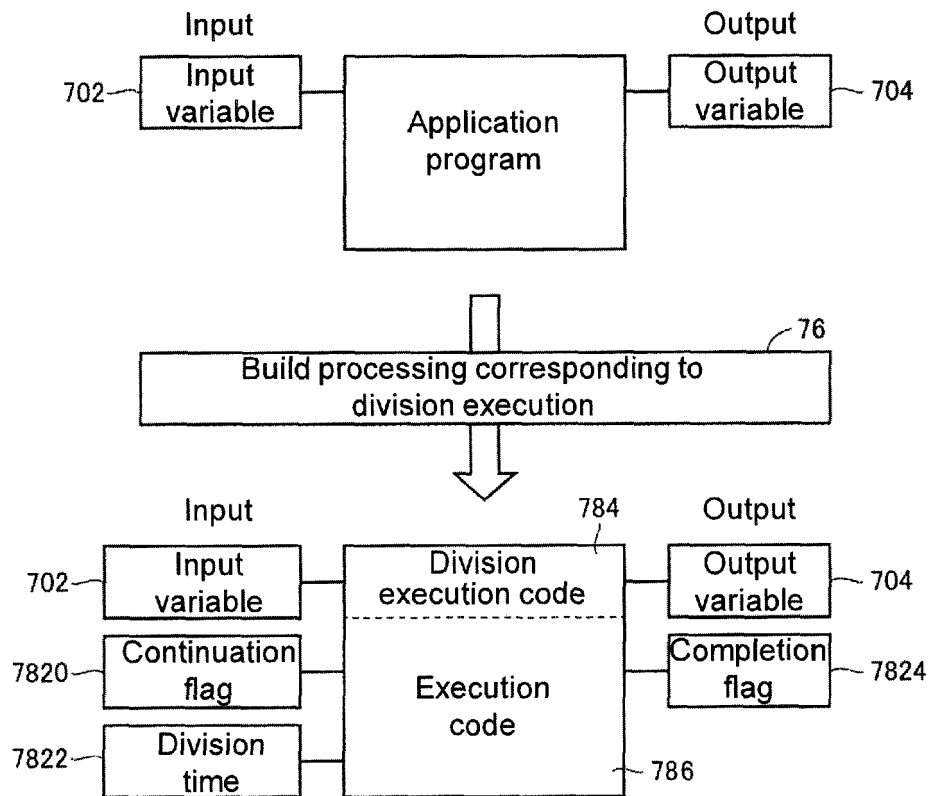 Input
Output
702
Input
variable
Application
program
Output
variable
704
76
Build processing corresponding to
division execution
Input
784
Output
702
Input
variable
Division
execution code
Output
variable
704
7820
Continuation
flag
Execution
code
Completion
flag
7824
7822
Division
time
786